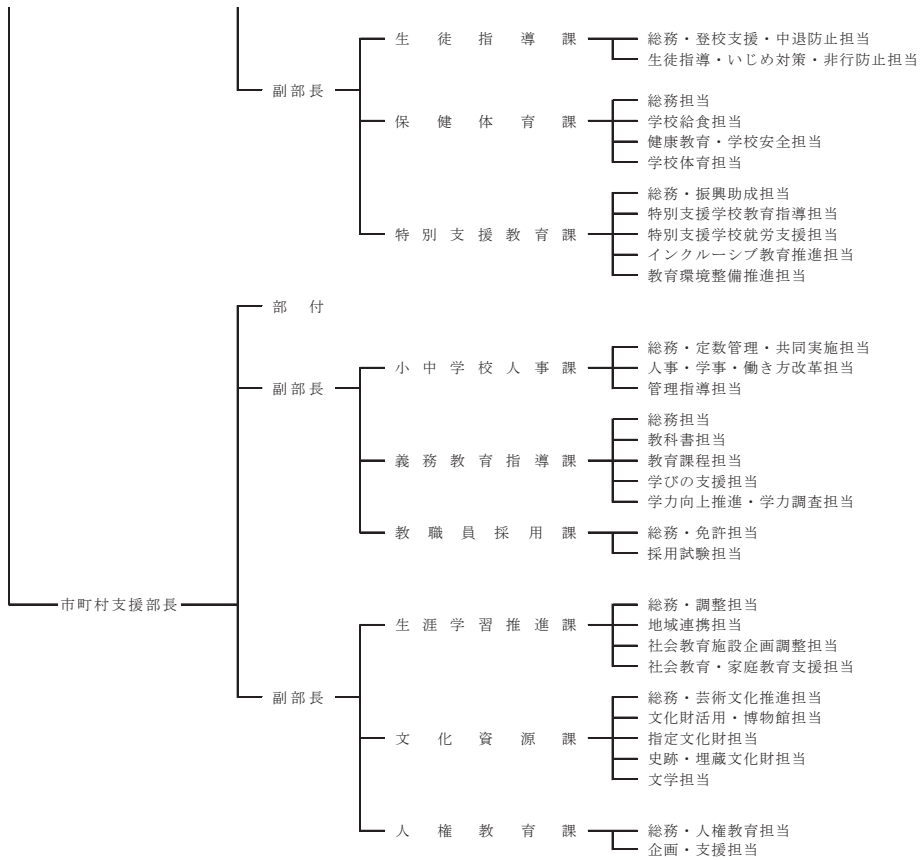 生徒指導課
総務・登校支援・中退防止担当
生徒指導・いじめ対策・非行防止担当
副部長
保健体育課
総務担当
学校給食担当
健康教育・学校安全担当
学校体育担当
特別支援教育課
総務・振興助成担当
特別支援学校教育指導担当
特別支援学校就労支援担当
インクルーシブ教育推進担当
教育環境整備推進担当
市町村支援部長
部付
副部長
小中学校人事課
総務・定数管理・共同実施担当
人事・学事・働き方改革担当
管理指導担当
義務教育指導課
総務担当
教科書担当
教育課程担当
学びの支援担当
学力向上推進・学力調査担当
教職員採用課
総務・免許担当
採用試験担当
副部長
生涯学習推進課
総務・調整担当
地域連携担当
社会教育施設企画調整担当
社会教育・家庭教育支援担当
文化資源課
総務・芸術文化推進担当
文化財活用・博物館担当
指定文化財担当
史跡・埋蔵文化財担当
文学担当
人権教育課
総務・人権教育担当
企画・支援担当